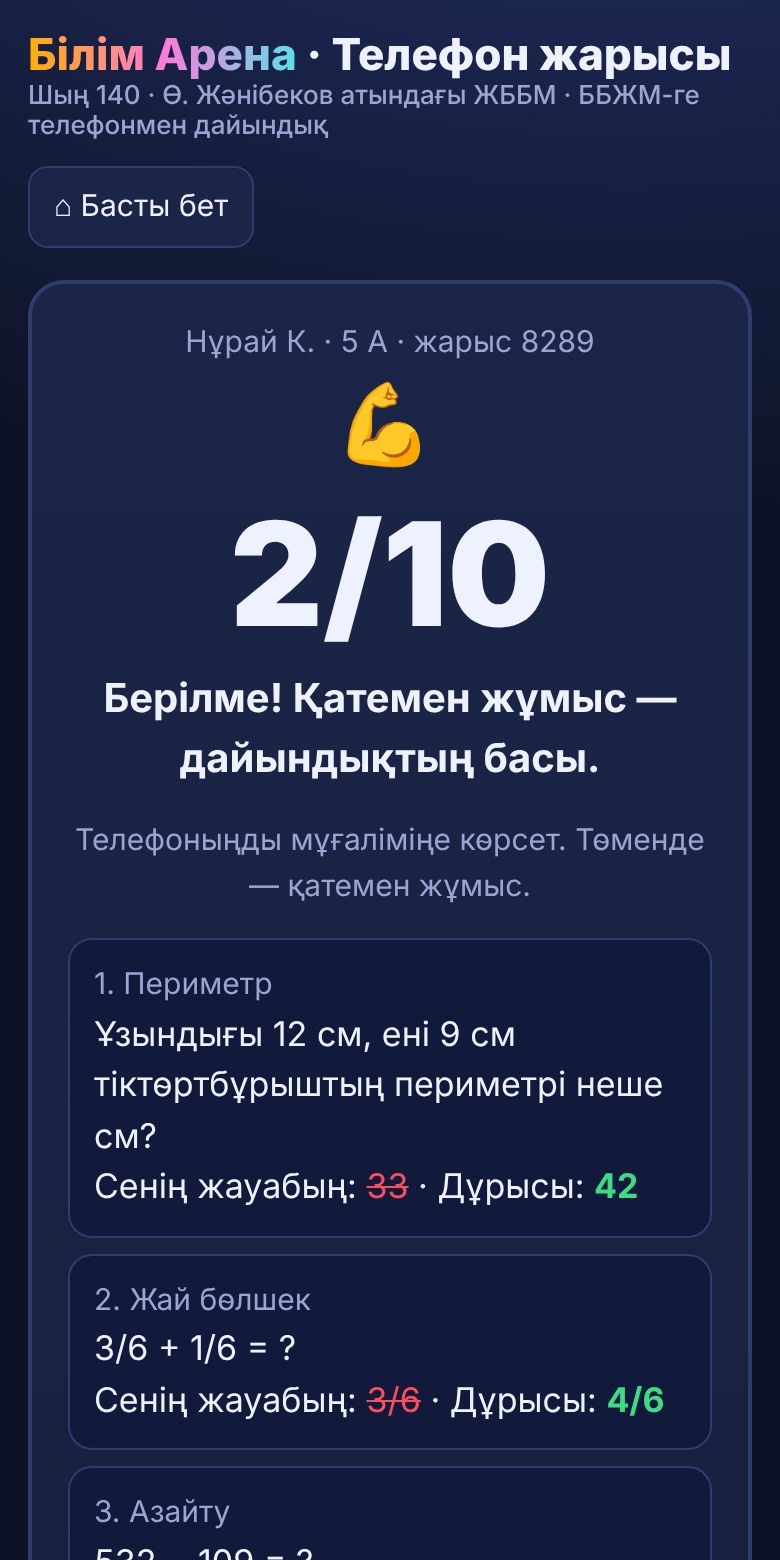 Білім Арена · Телефон жарысы
Шың 140 · Ө. Жәнібеков атындағы ЖББМ · ББЖМ-ге
телефонмен дайындық
⌂ Басты бет
Нұрай К. · 5 А · жарыс 8289
2/10
Берілме! Қатемен жұмыс —
дайындықтың басы.
Телефоныңды мұғаліміңе көрсет. Төменде
— қатемен жұмыс.
1. Периметр
Ұзындығы 12 см, ені 9 см
тіктөртбұрыштың периметрі неше
см?
Сенің жауабың: 33 · Дұрысы: 42
2. Жай бөлшек
3/6 + 1/6 = ?
Сенің жауабың: 3/6 · Дұрысы: 4/6
3. Азайту
532 − 109 = ?